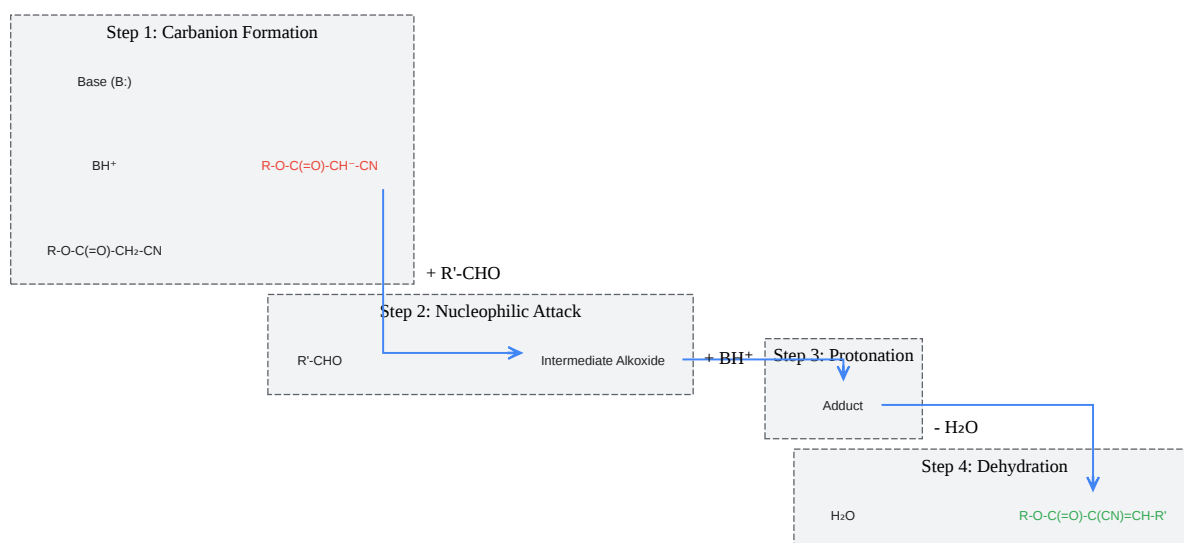 Step 1: Carbanion Formation
Base (B:)
BH⁺
R-O-C(=O)-CH⁻-CN
R-O-C(=O)-CH₂-CN
+ R'-CHO
Step 2: Nucleophilic Attack
R'-CHO
Intermediate Alkoxide
+ BH⁺
Step 3: Protonation
Adduct
- H₂O
Step 4: Dehydration
H₂O
R-O-C(=O)-C(CN)=CH-R'